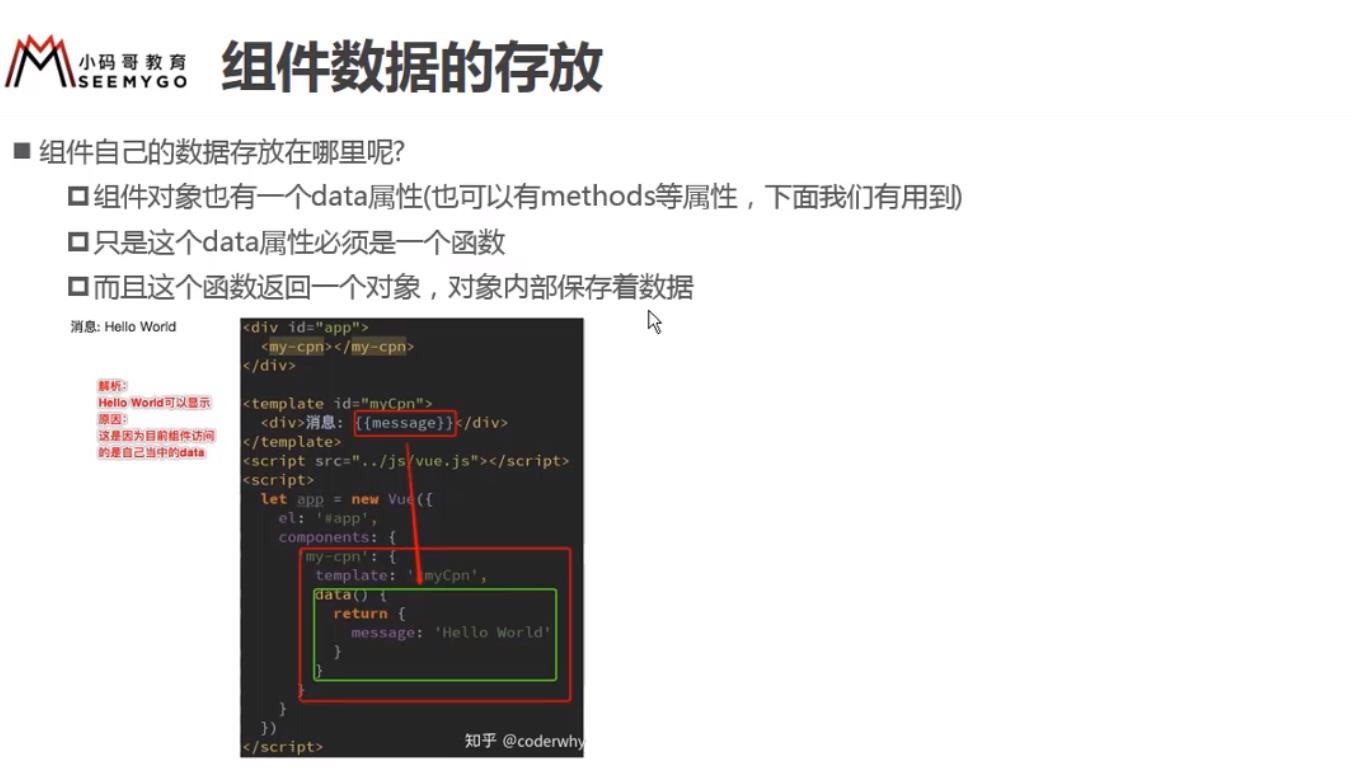 小码哥教育
SEEMYGO
组件数据的存放
组件自己的数据存放在哪里呢?
组件对象也有一个data属性(也可以有methods等属性，下面我们有用到)
只是这个data属性必须是一个函数
而且这个函数返回一个对象，对象内部保存着数据
消息: Hello World
解析:
Hello World可以显示
原因:
这是因为目前组件访问
的是自己当中的data
<div id="app">
<my-cpn></my-cpn>
</div>
<template id="myCpn">
<div>消息: {{message}}</div>
</template>
<script src="../js/vue.js"></script>
<script>
let app = new Vue({
el: '#app',
components: {
'my-cpn': {
template: '#myCpn',
data() {
return {
message: 'Hello World'
}
}
}
}
})
</script>
知乎 @coderwhy